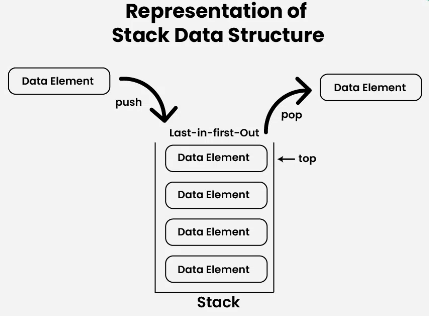 Representation of
Stack Data Structure
Data Element
Data Element
push
pop
Last-in-first-Out
Data Element
top
Data Element
Data Element
Data Element
Stack